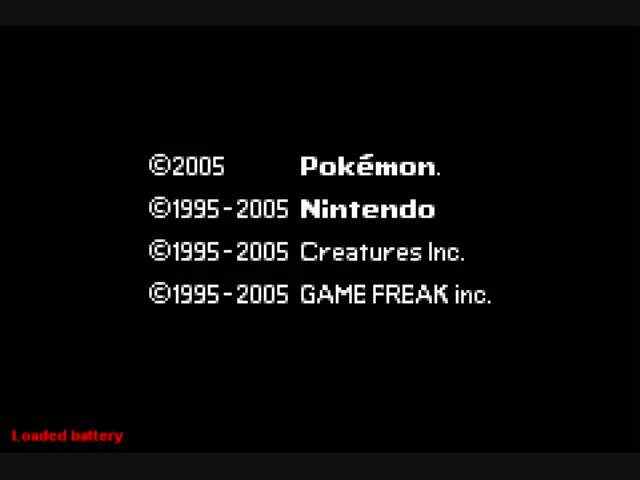 ©2005 Pokémon.
©1995-2005 Nintendo
©1995-2005 Creatures Inc.
©1995-2005 GAME FREAK inc.
Loaded battery